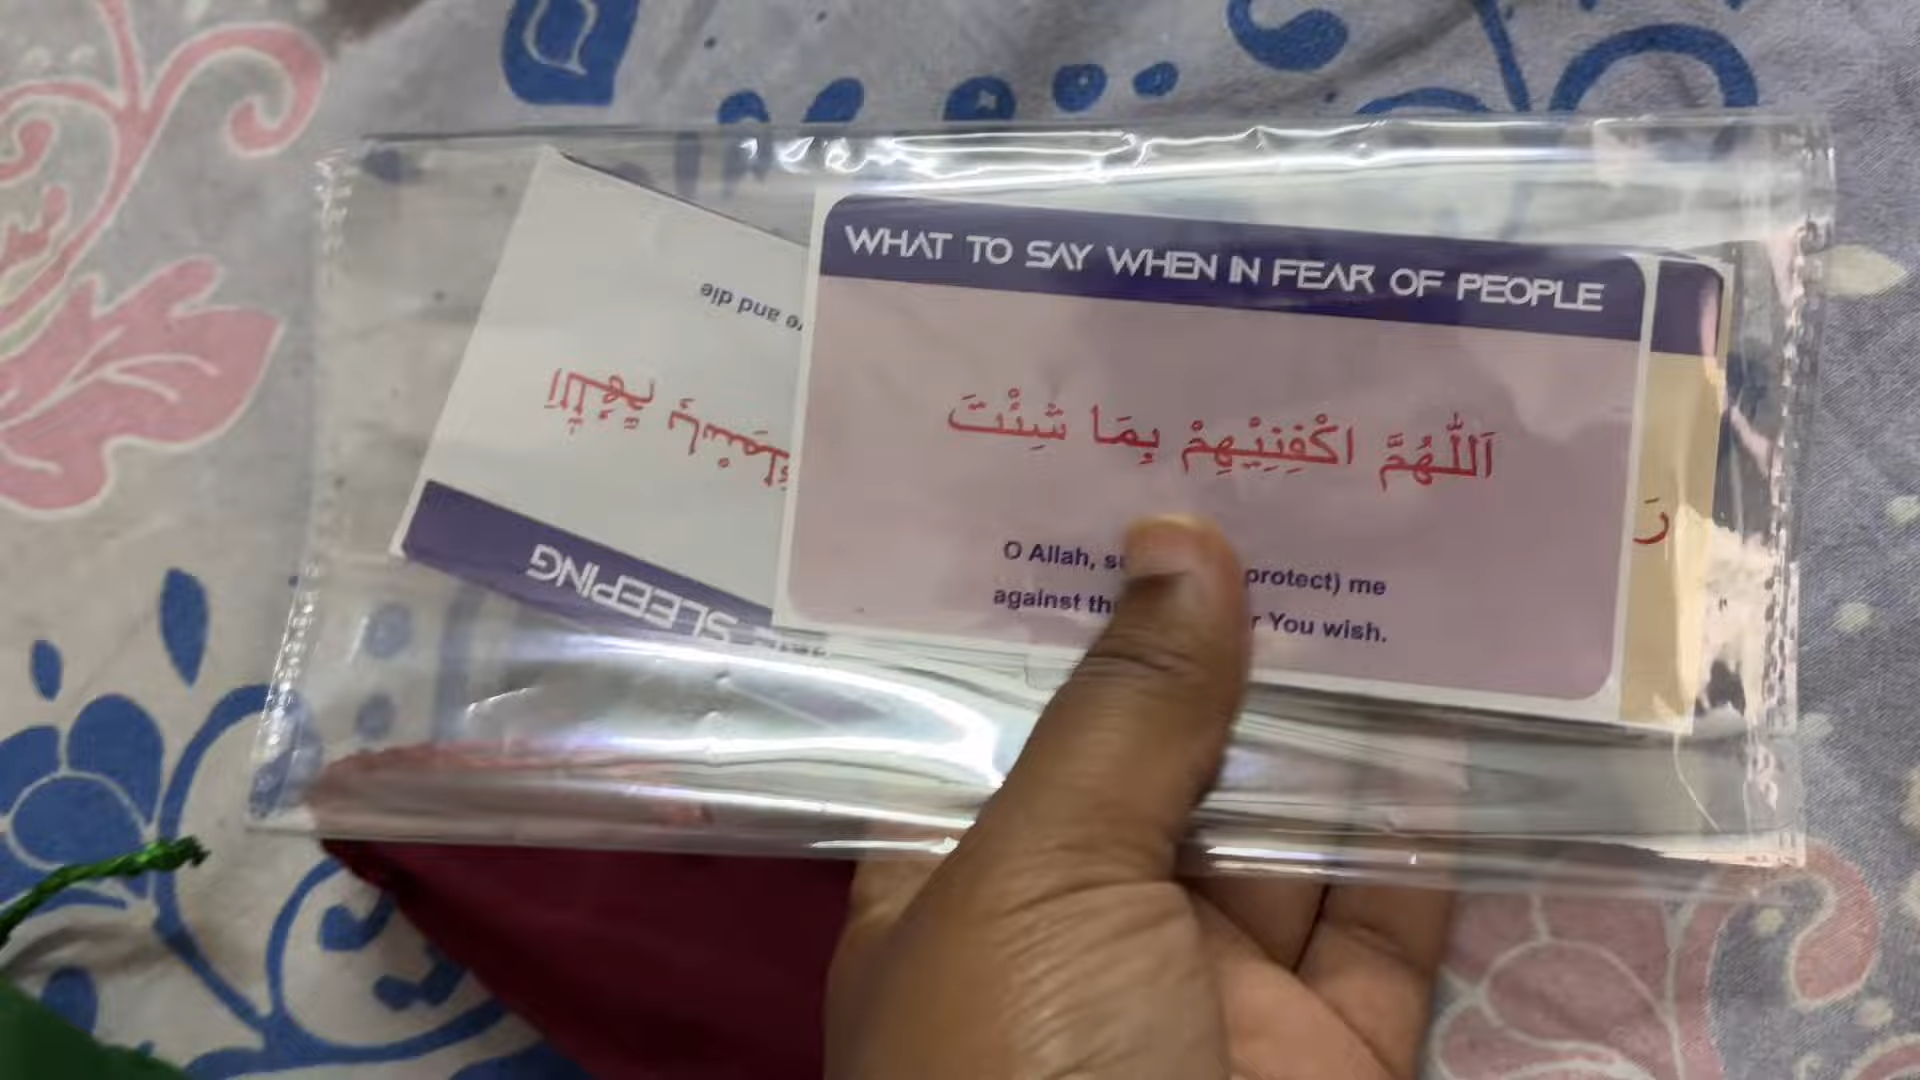 WHAT TO SAY WHEN IN FEAR OF PEOPLE
اَللّٰهُمَّ اكْفِنِيْهِمْ بِمَا شِئْتَ
O Allah, protect) me
against You wish.
and die
اَللّٰهُمَّ
SLEEPING
رَ